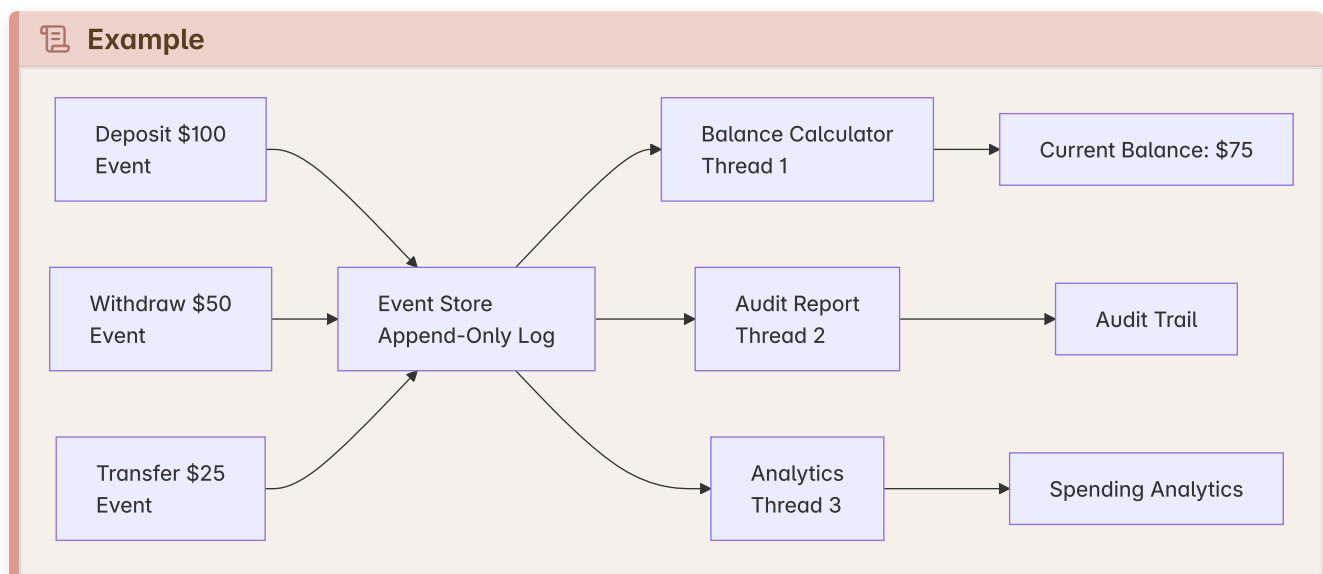 Example
Deposit $100
Event
Balance Calculator
Thread 1
Current Balance: $75
Withdraw $50
Event
Event Store
Append-Only Log
Audit Report
Thread 2
Audit Trail
Transfer $25
Event
Analytics
Thread 3
Spending Analytics